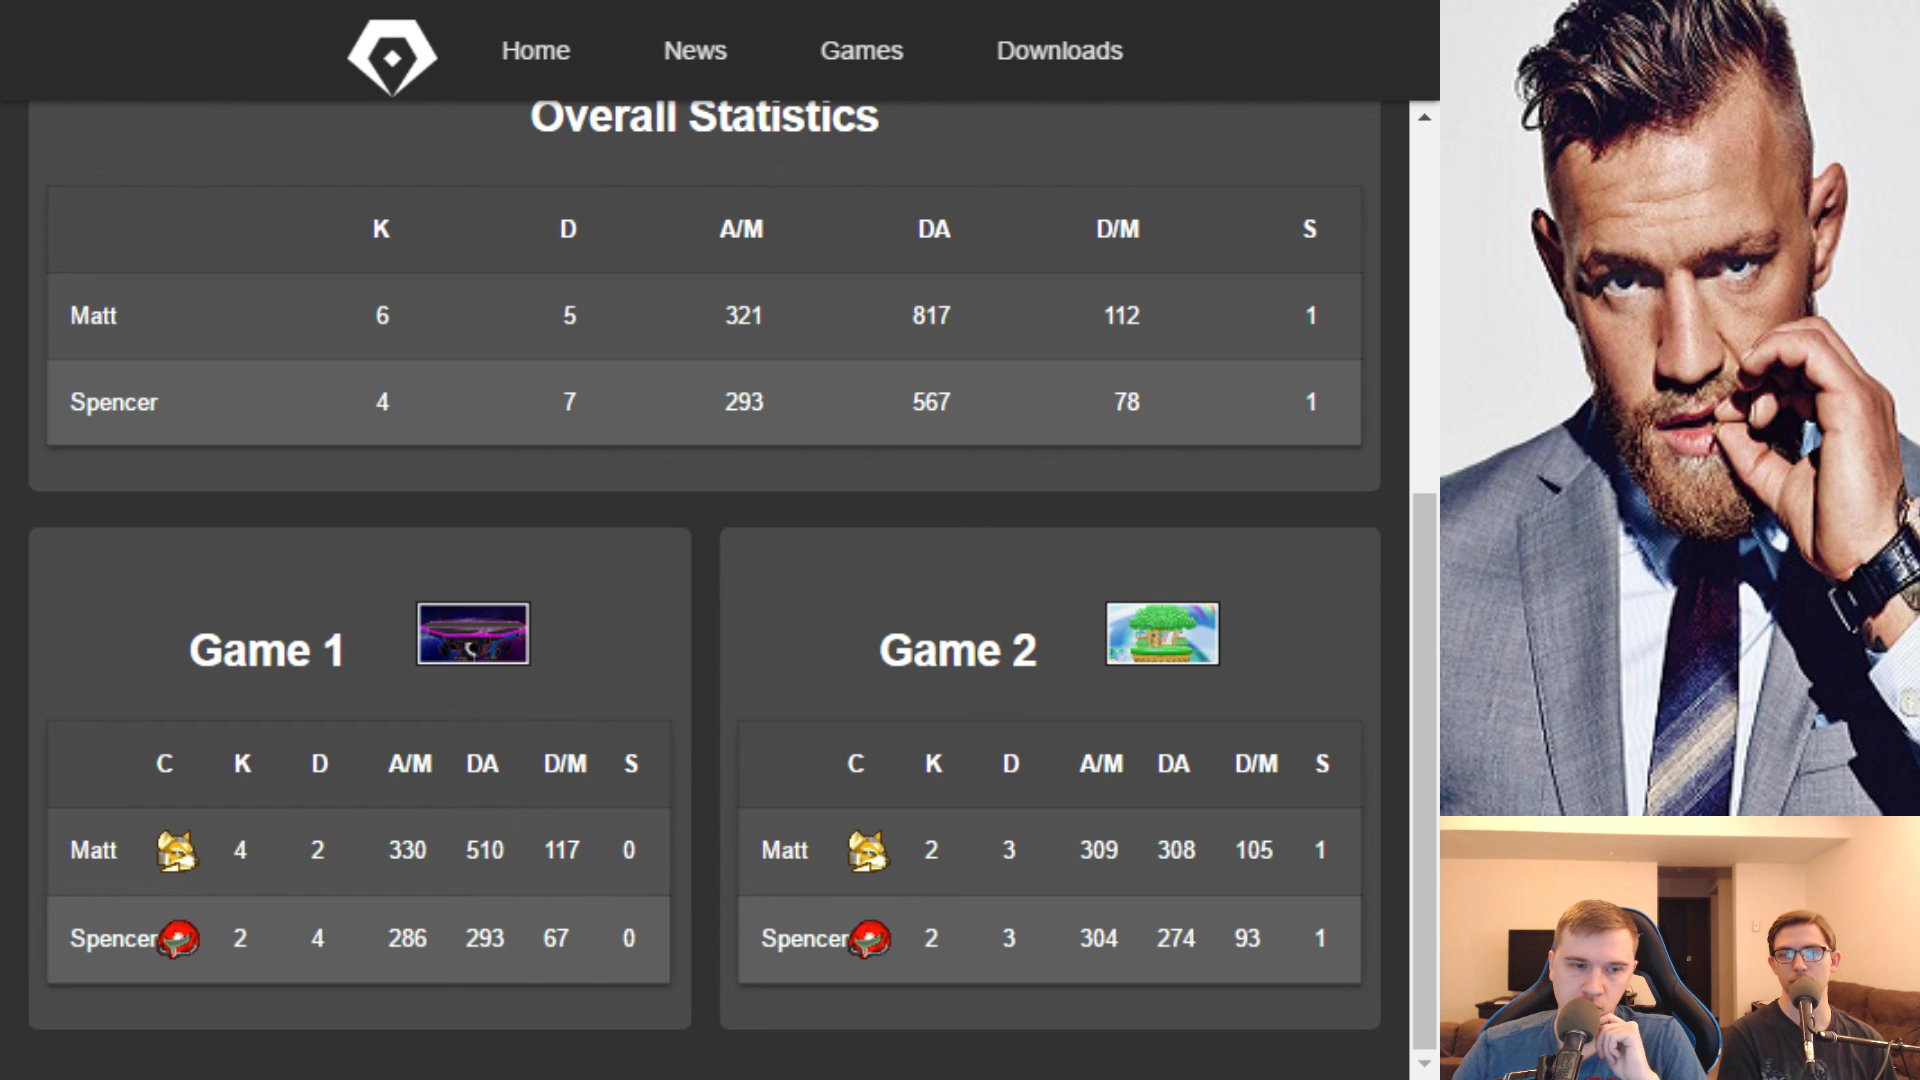 Home News Games Downloads
Overall Statistics
K D A/M DA D/M S
Matt 6 5 321 817 112 1
Spencer 4 7 293 567 78 1
Game 1
C K D A/M DA D/M S
Matt 4 2 330 510 117 0
Spencer 2 4 286 293 67 0
Game 2
C K D A/M DA D/M S
Matt 2 3 309 308 105 1
Spencer 2 3 304 274 93 1